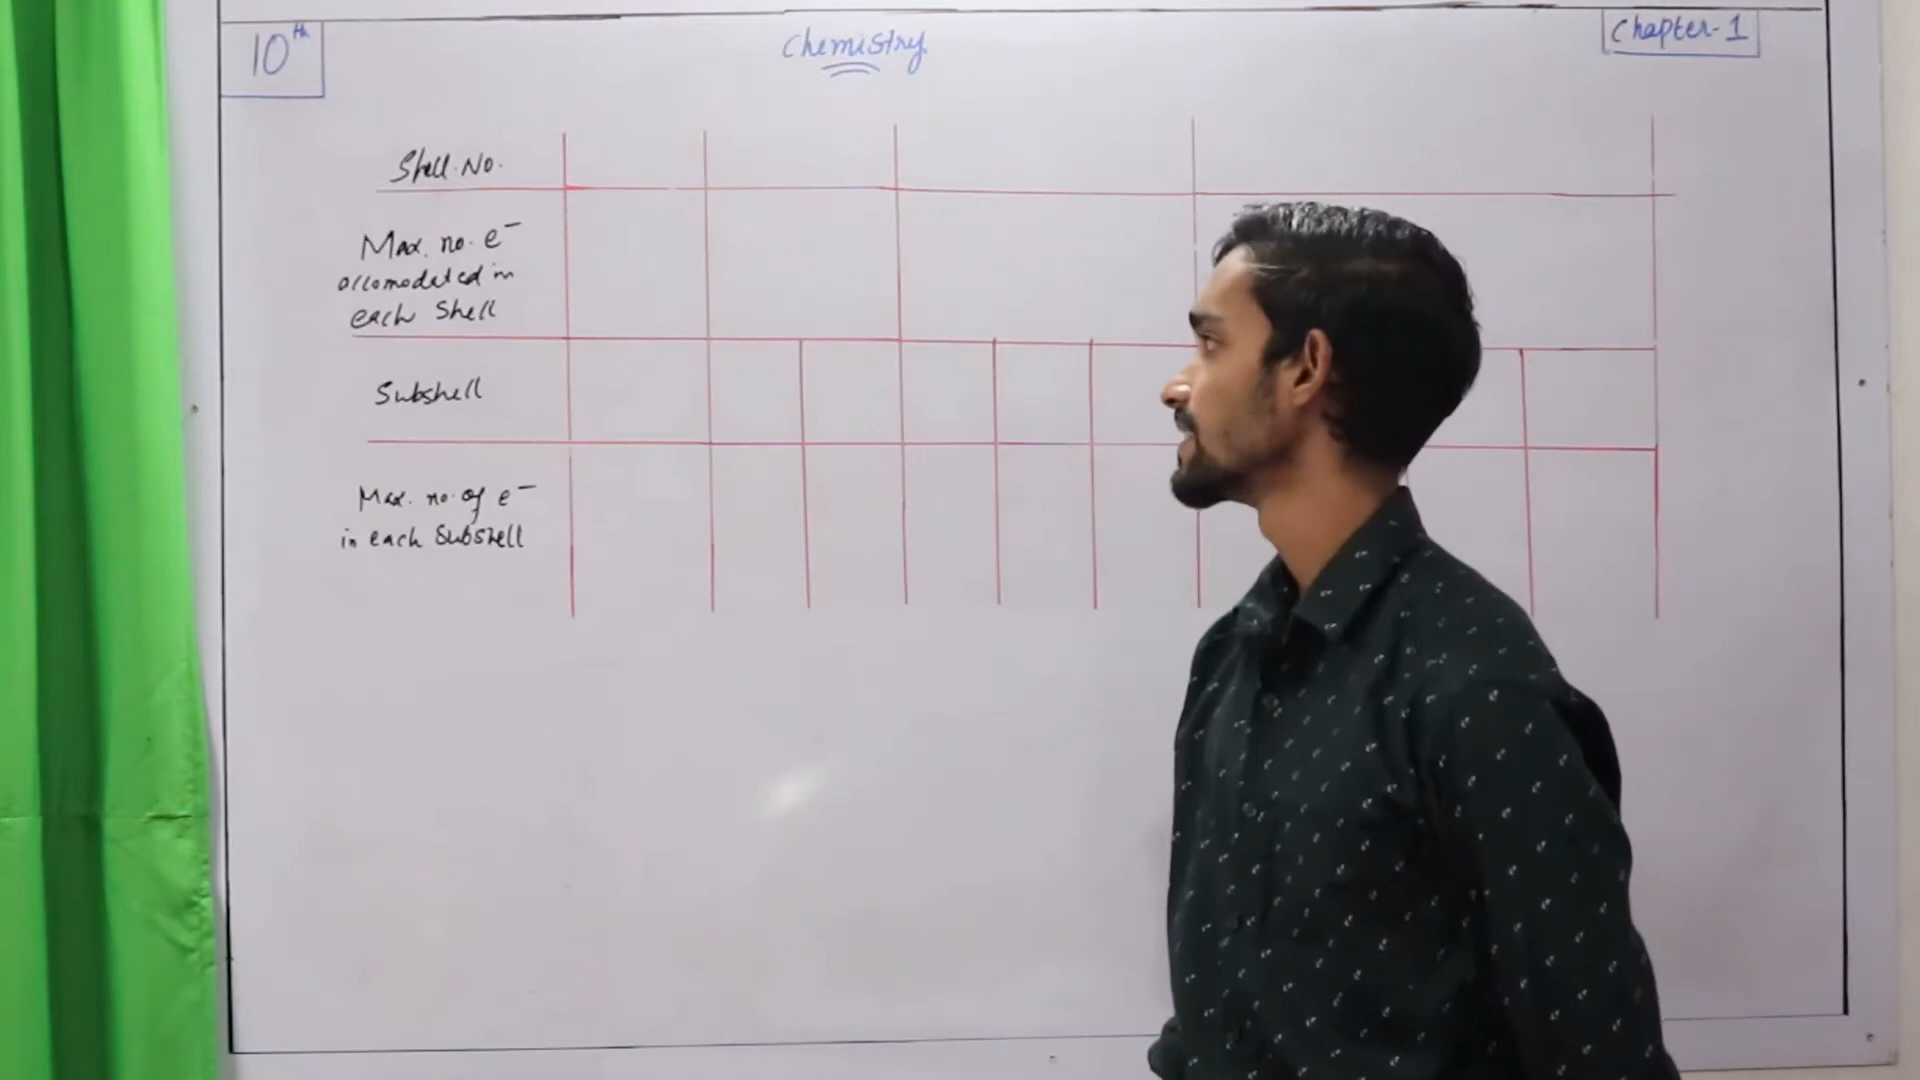 10th
Chemistry
Chapter-1
Shell.No.
Max. no. e⁻
accomodated in
each Shell
Subshell
Max. no. of e⁻
in each Subshell